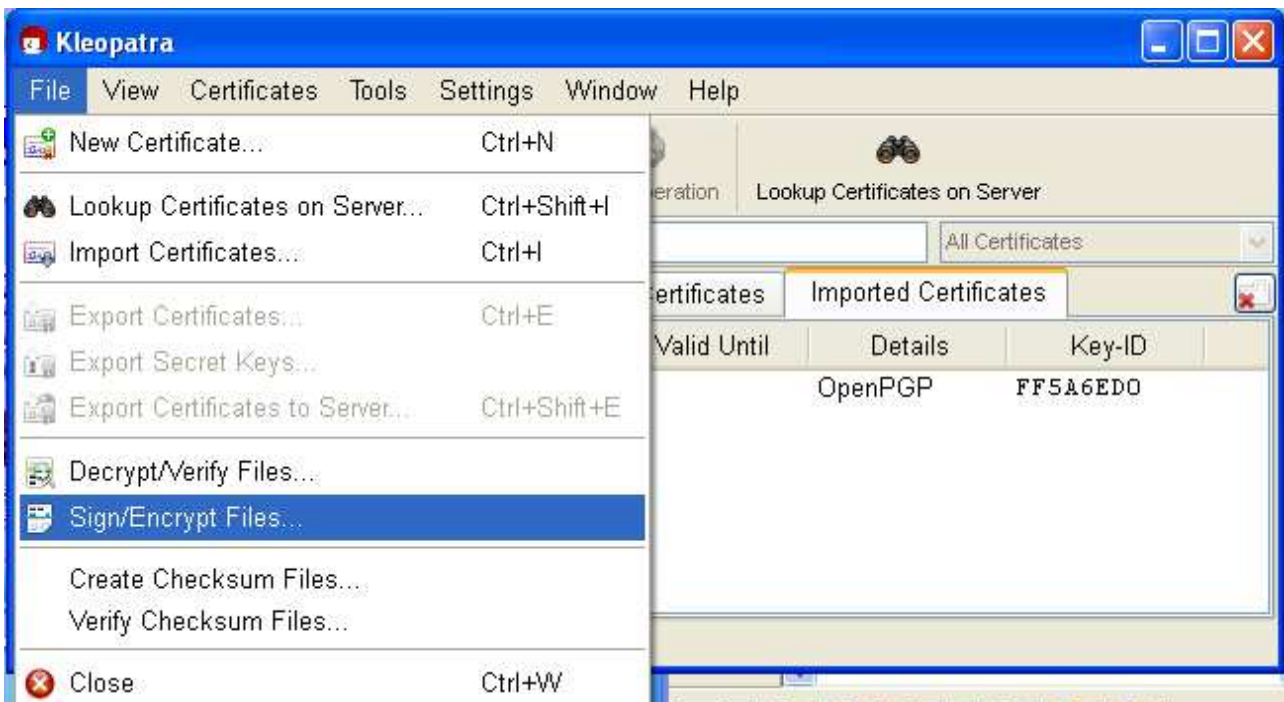 Kleopatra
File View Certificates Tools Settings Window Help
New Certificate... Ctrl+N
eration Lookup Certificates on Server
Lookup Certificates on Server... Ctrl+Shift+I
Import Certificates... Ctrl+I
All Certificates
ertificates Imported Certificates
Export Certificates... Ctrl+E
Valid Until Details Key-ID
Export Secret Keys...
OpenPGP FF5A6ED0
Export Certificates to Server... Ctrl+Shift+E
Decrypt/Verify Files...
Sign/Encrypt Files...
Create Checksum Files...
Verify Checksum Files...
Close Ctrl+W